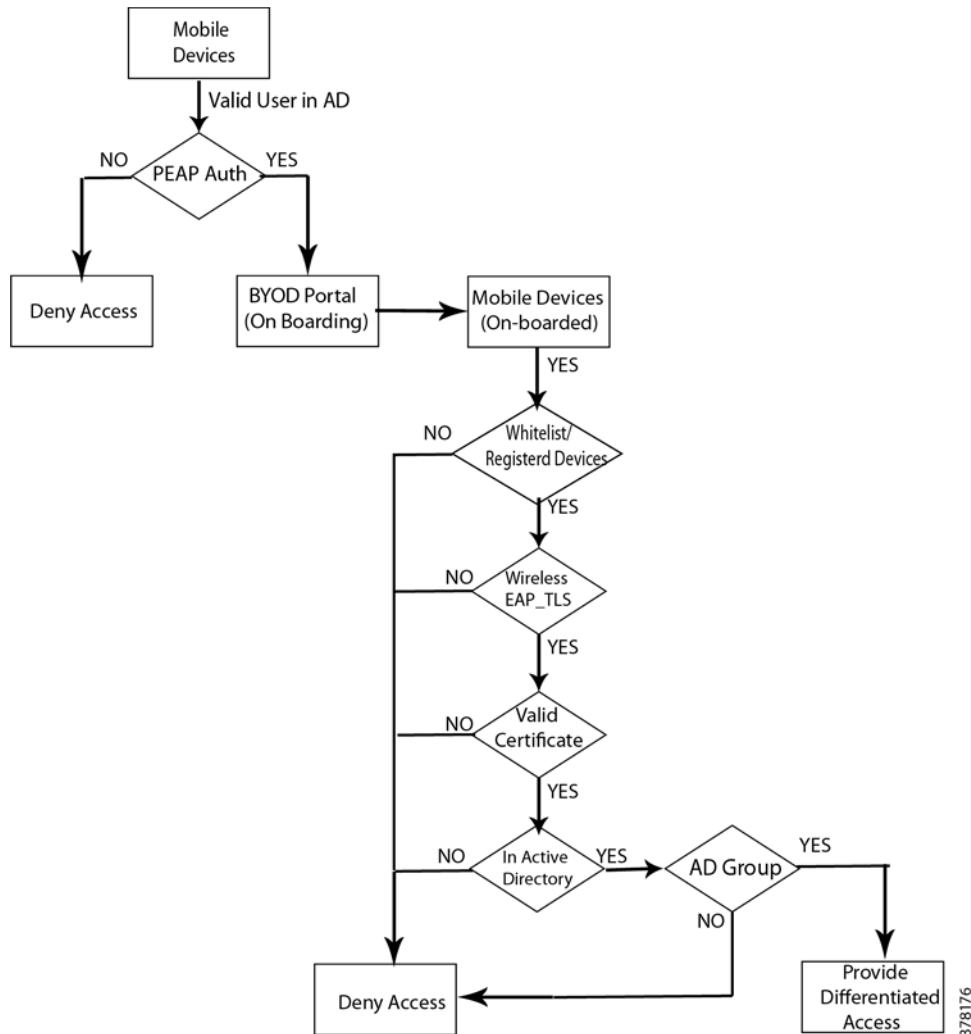 Mobile
Devices
Valid User in AD
NO
PEAP Auth
YES
Deny Access
BYOD Portal
(On Boarding)
Mobile Devices
(On-boarded)
YES
NO
Whitelist/
Registerd Devices
YES
NO
Wireless
EAP_TLS
YES
NO
Valid
Certificate
YES
NO
In Active
Directory
YES
AD Group
YES
NO
Deny Access
Provide
Differentiated
Access
378176